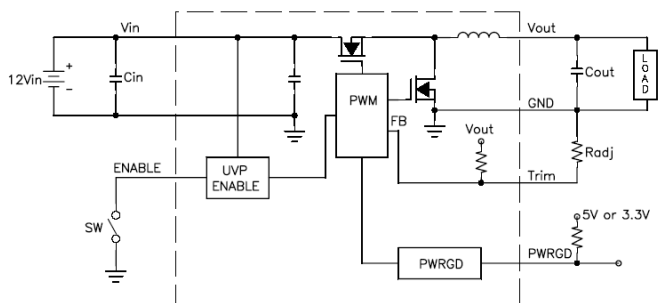 Vin
Vout
12Vin
+
-
Cin
Cout
LOAD
PWM
GND
FB
Vout
Radj
ENABLE
UVP
ENABLE
Trim
SW
5V or 3.3V
PWRGD
PWRGD